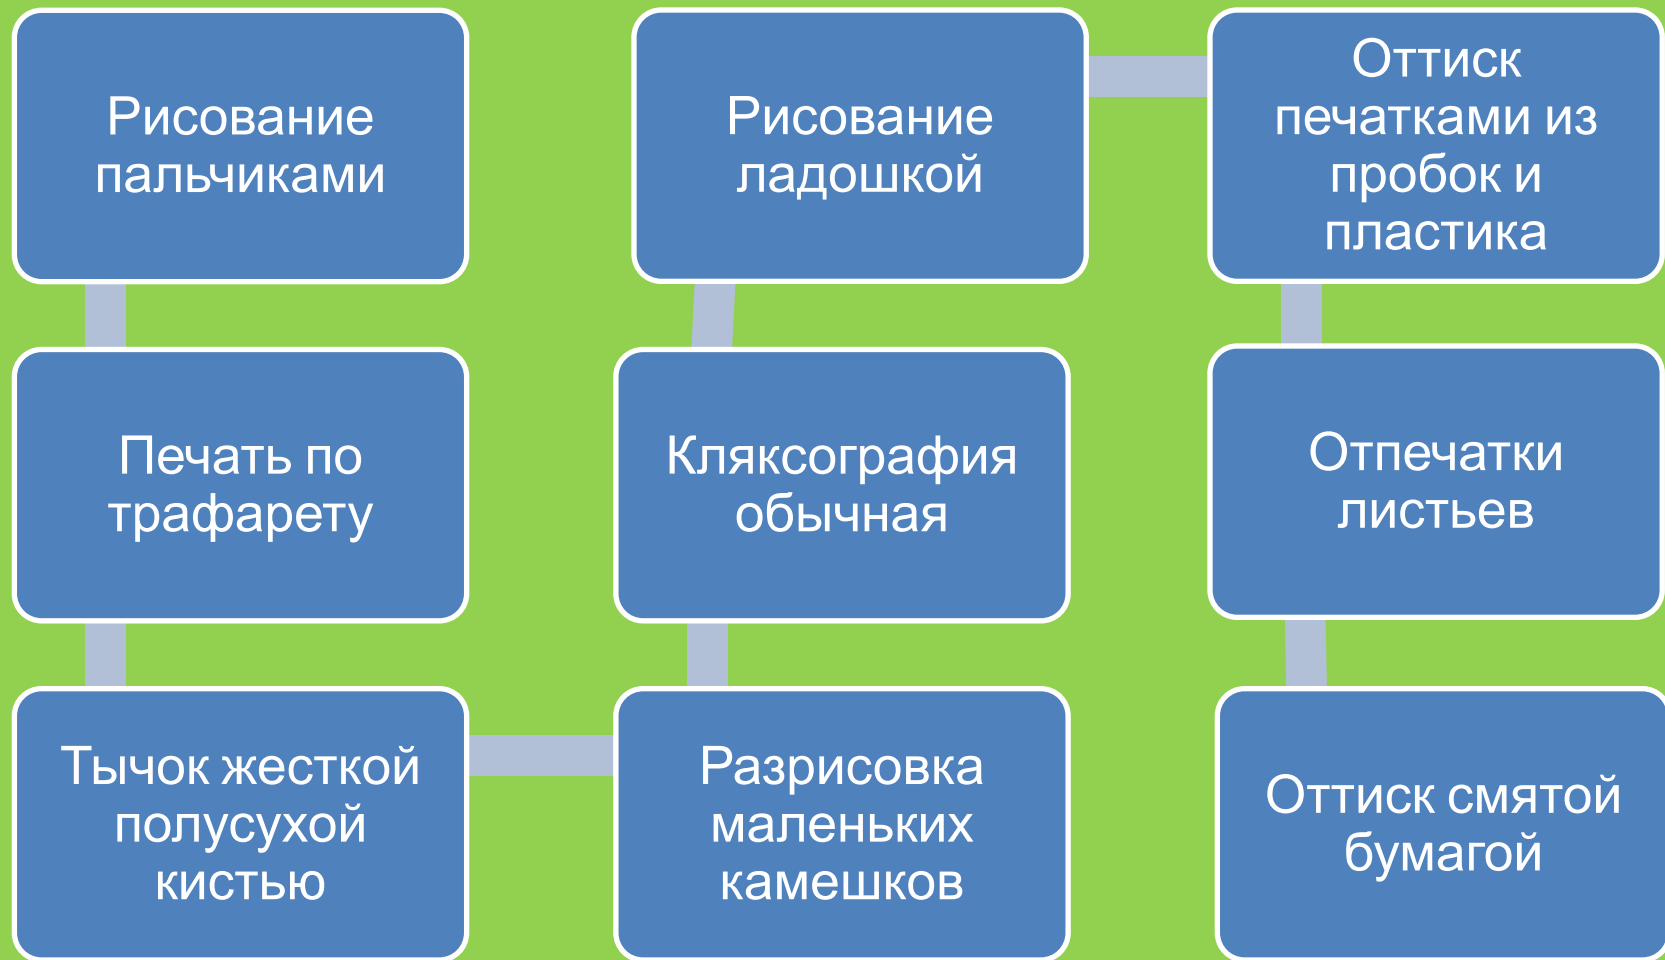 Рисование
пальчиками
Печать по
трафарету
Тычок жесткой
полусухой
кистью
Разрисовка
маленьких
камешков
Кляксография
обычная
Рисование
ладошкой
Оттиск
печатками из
пробок и
пластика
Отпечатки
листьев
Оттиск смятой
бумагой